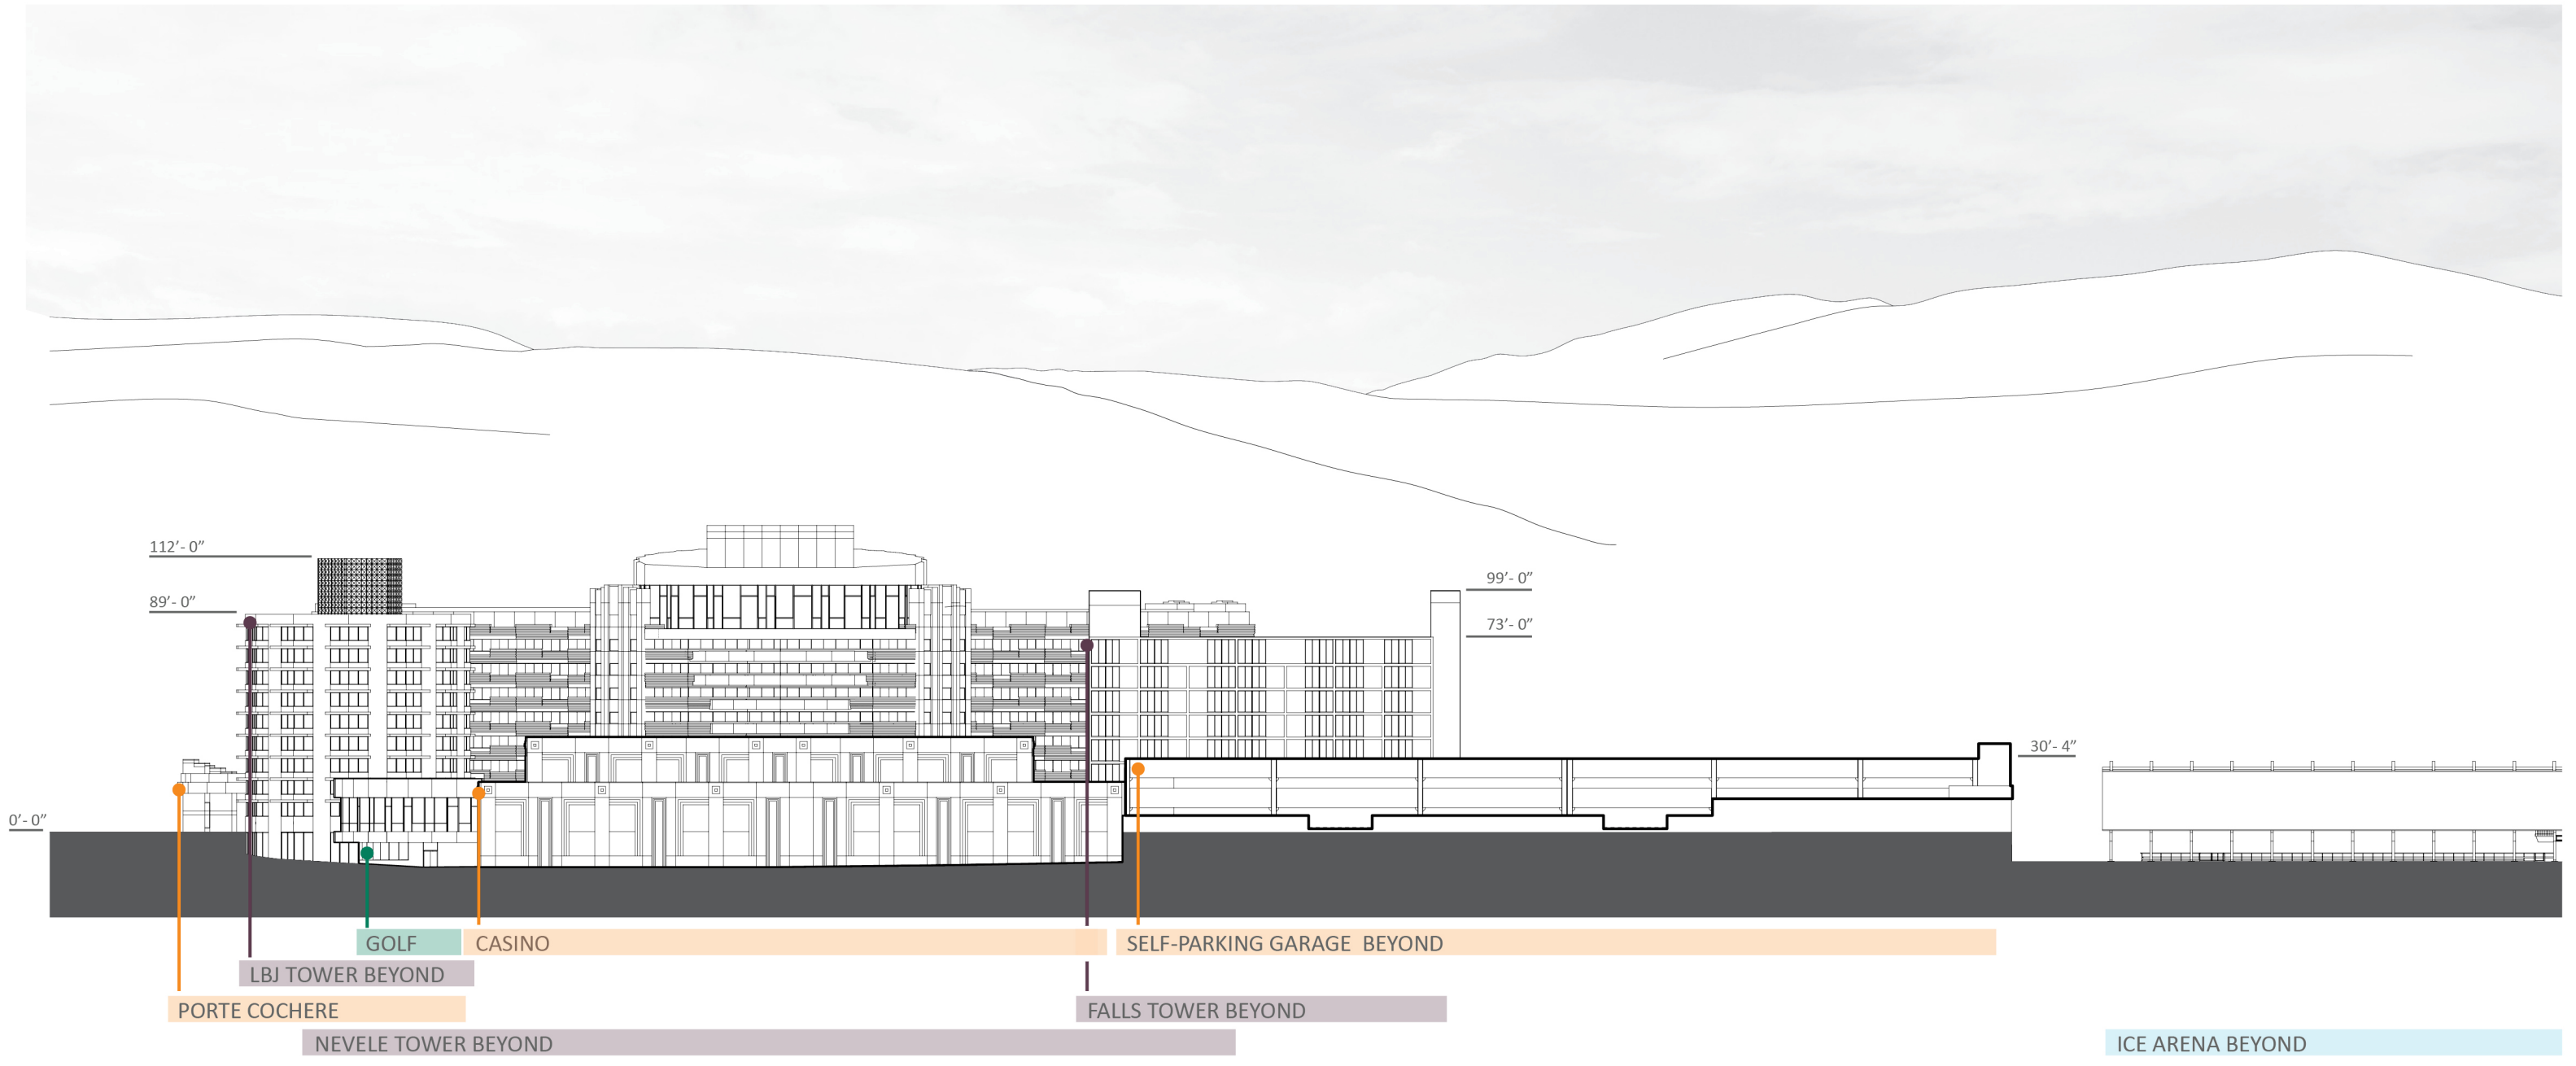 112’- 0”
99’- 0”
89’- 0”
73’- 0”
30’- 4”
0’- 0”
GOLF
CASINO
SELF-PARKING GARAGE  BEYOND
LBJ TOWER BEYOND
PORTE COCHERE
FALLS TOWER BEYOND
NEVELE TOWER BEYOND
ICE ARENA BEYOND